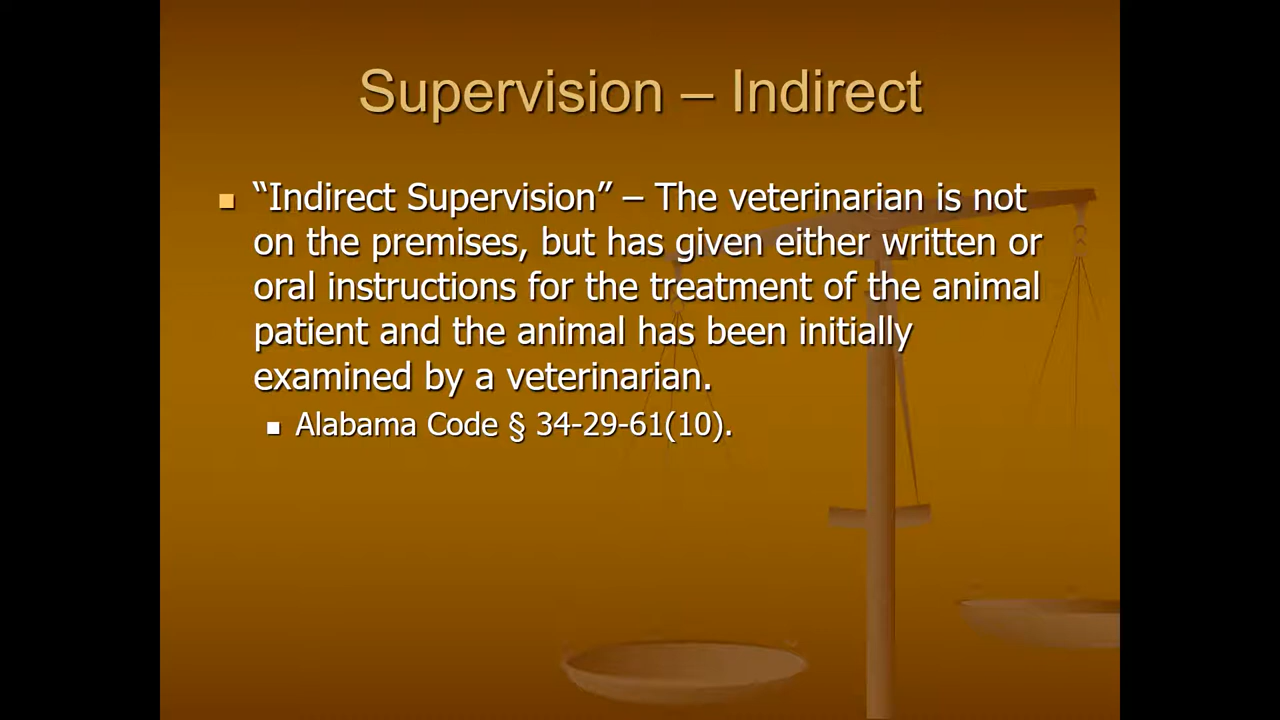 Supervision – Indirect
“Indirect Supervision” – The veterinarian is not
on the premises, but has given either written or
oral instructions for the treatment of the animal
patient and the animal has been initially
examined by a veterinarian.
Alabama Code § 34-29-61(10).